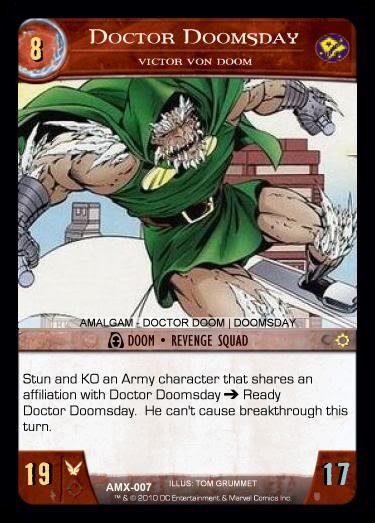 8
DOCTOR DOOMSDAY
VICTOR VON DOOM
AMALGAM - DOCTOR DOOM | DOOMSDAY
DOOM • REVENGE SQUAD
Stun and KO an Army character that shares an
affiliation with Doctor Doomsday ➔ Ready
Doctor Doomsday. He can't cause breakthrough this
turn.
19
AMX-007
ILLUS: TOM GRUMMET
17
™ & © 2010 DC Entertainment & Marvel Comics Inc.